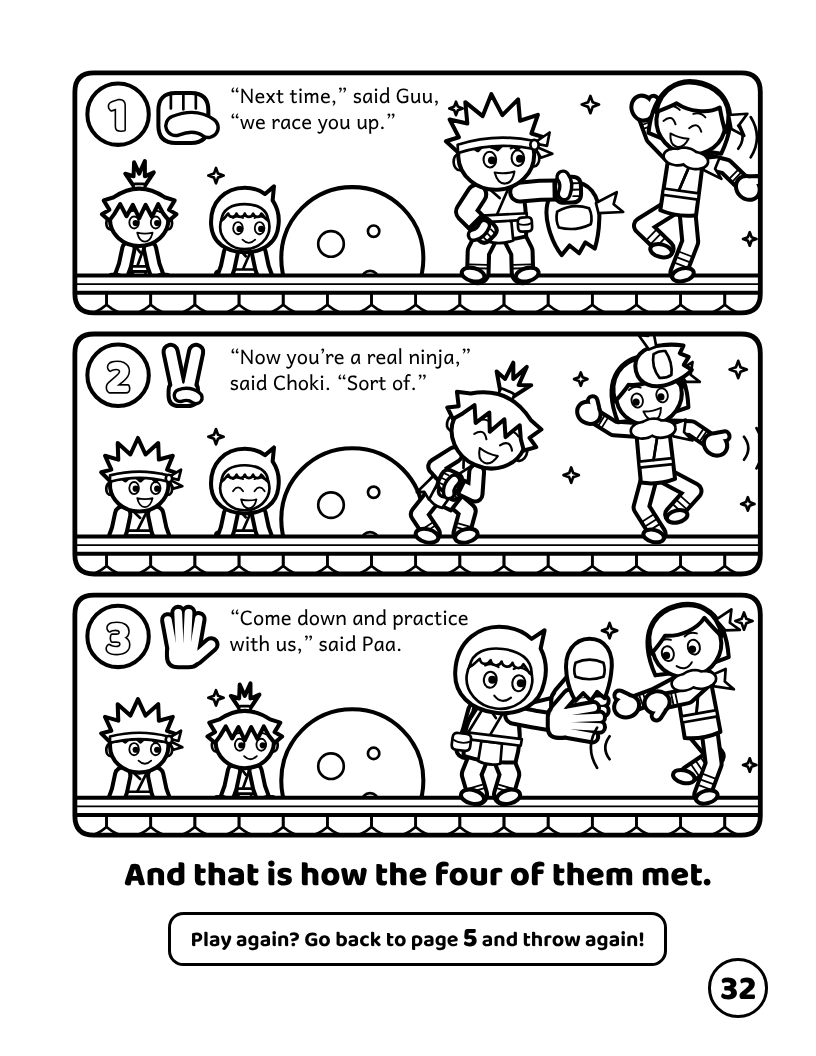 1
“Next time,” said Guu,
“we race you up.”
2
“Now you’re a real ninja,”
said Choki. “Sort of.”
3
“Come down and practice
with us,” said Paa.
And that is how the four of them met.
Play again? Go back to page 5 and throw again!
32